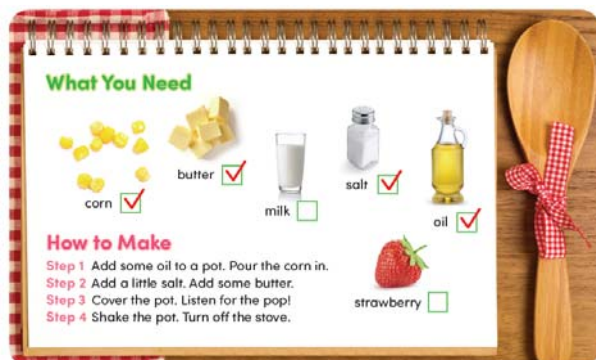 What You Need
corn
butter
milk
salt
oil
strawberry
How to Make
Step 1 Add some oil to a pot. Pour the corn in.
Step 2 Add a little salt. Add some butter.
Step 3 Cover the pot. Listen for the pop!
Step 4 Shake the pot. Turn off the stove.